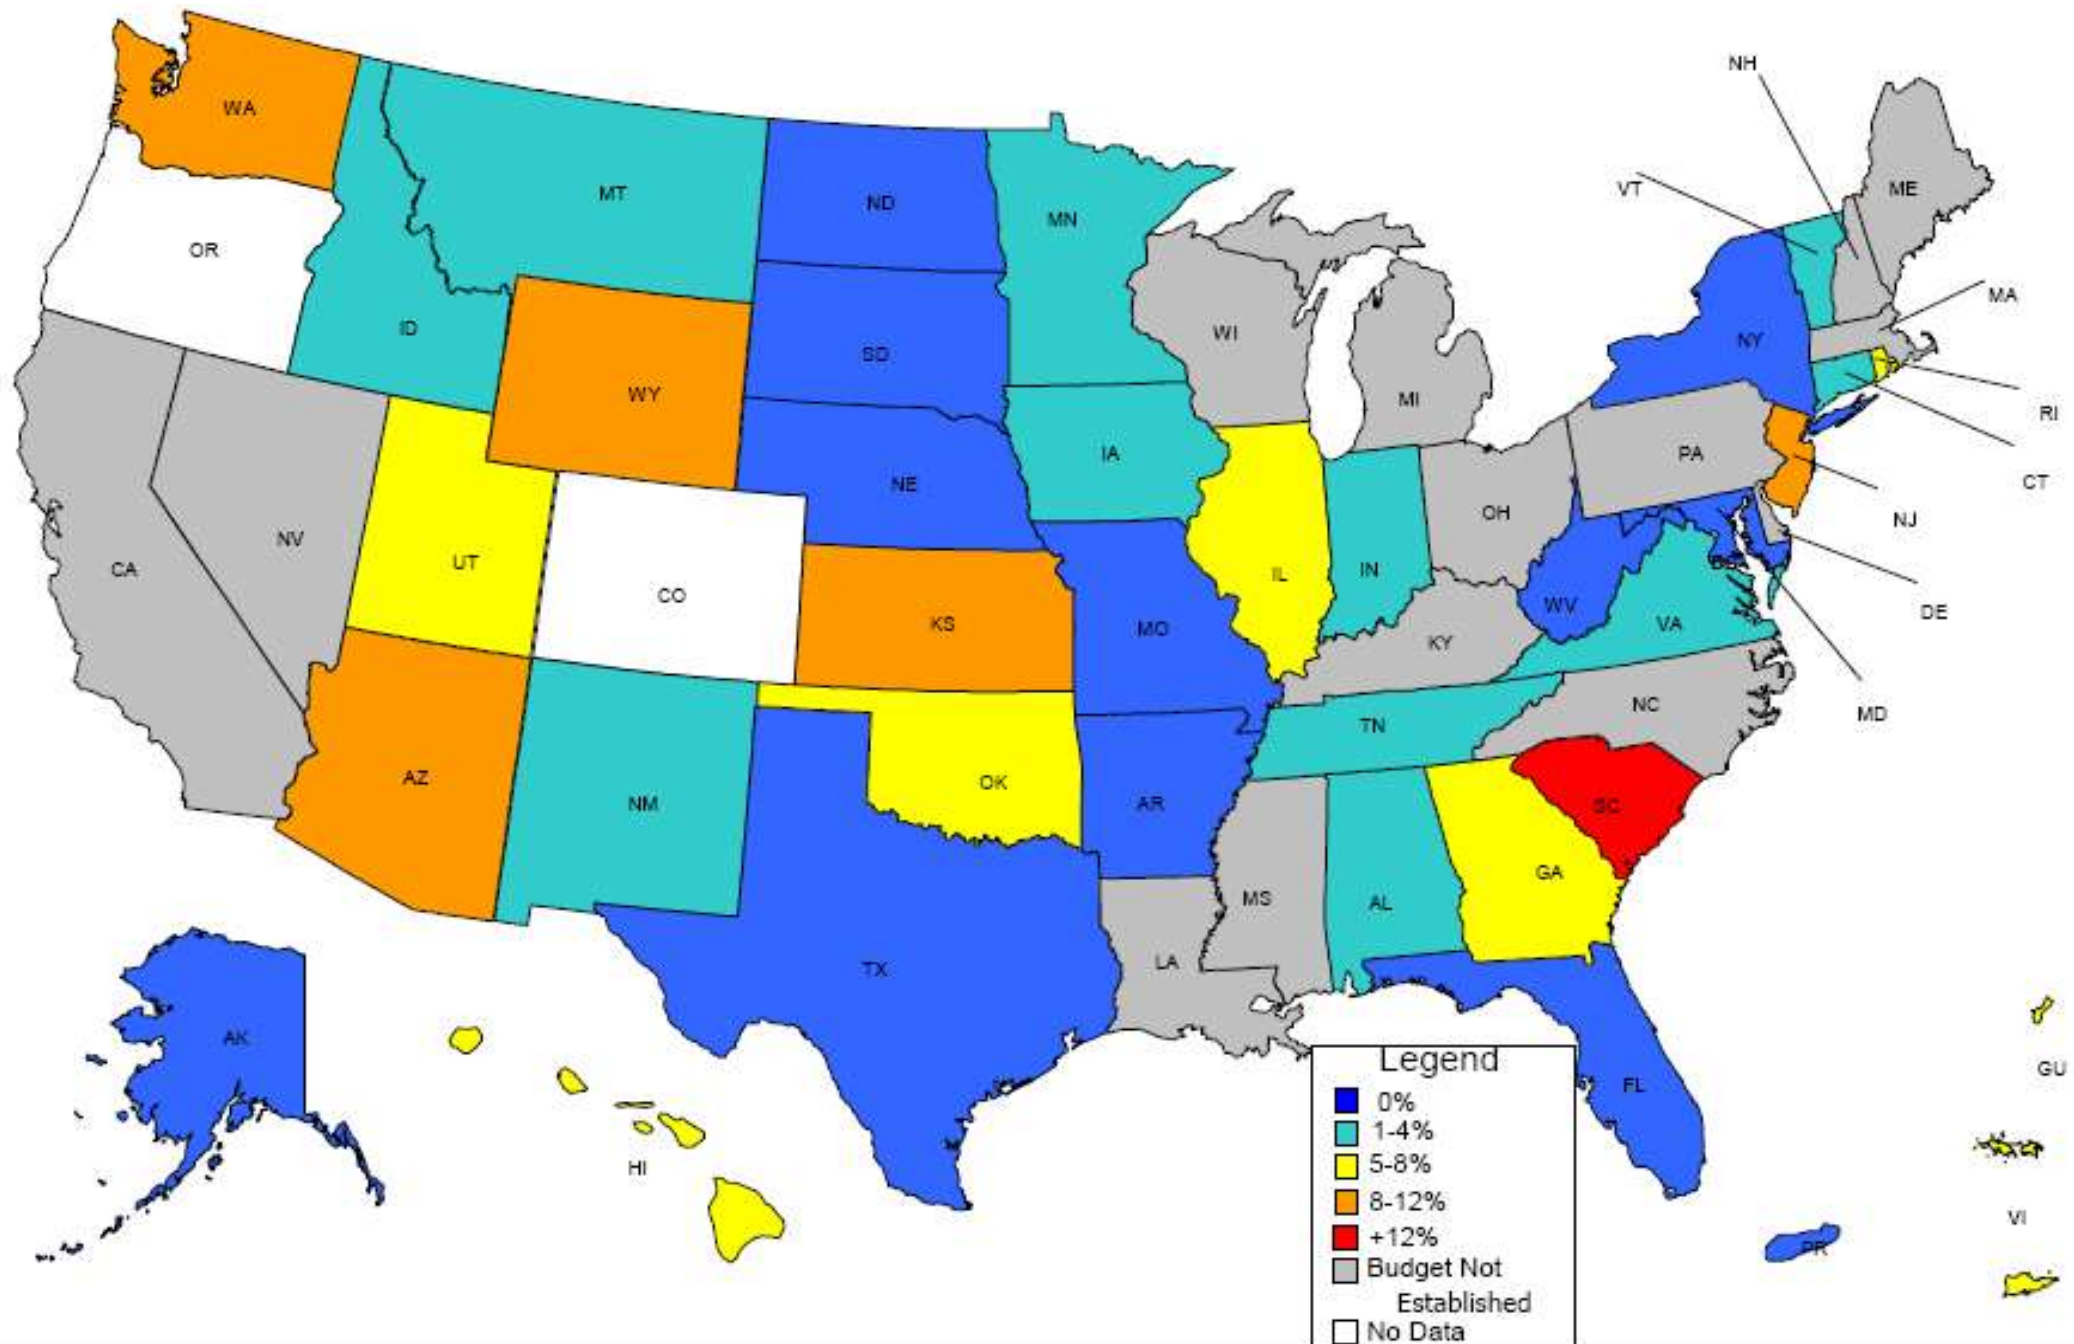 NH
WA
ME
VT
MT
ND
MN
OR
MA
ID
WI
NY
SD
WY
MI
RI
IA
PA
NE
CT
OH
NJ
NV
CA
UT
IL
IN
CO
WV
DE
KS
MO
VA
KY
NC
MD
TN
AZ
OK
NM
AR
SC
GA
MS
AL
LA
TX
AK
Legend
GU
FL
0%
1-4%
5-8%
HI
8-12%
VI
+12%
PR
Budget Not
Established
No Data